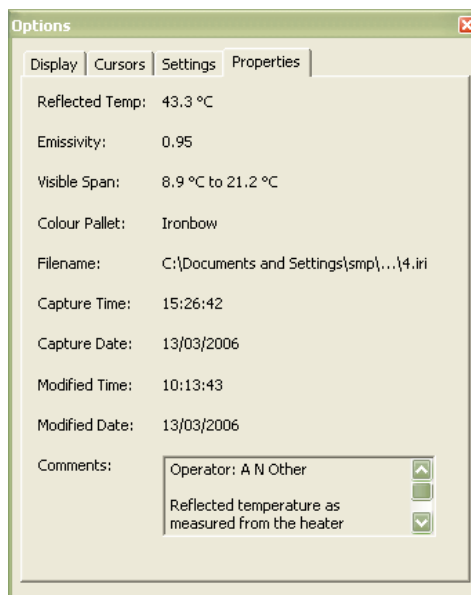 Options
Display Cursors Settings Properties
Reflected Temp: 43.3 °C
Emissivity: 0.95
Visible Span: 8.9 °C to 21.2 °C
Colour Pallet: Ironbow
Filename: C:\Documents and Settings\smp\...\4.iri
Capture Time: 15:26:42
Capture Date: 13/03/2006
Modified Time: 10:13:43
Modified Date: 13/03/2006
Comments: Operator: A N Other
Reflected temperature as
measured from the heater